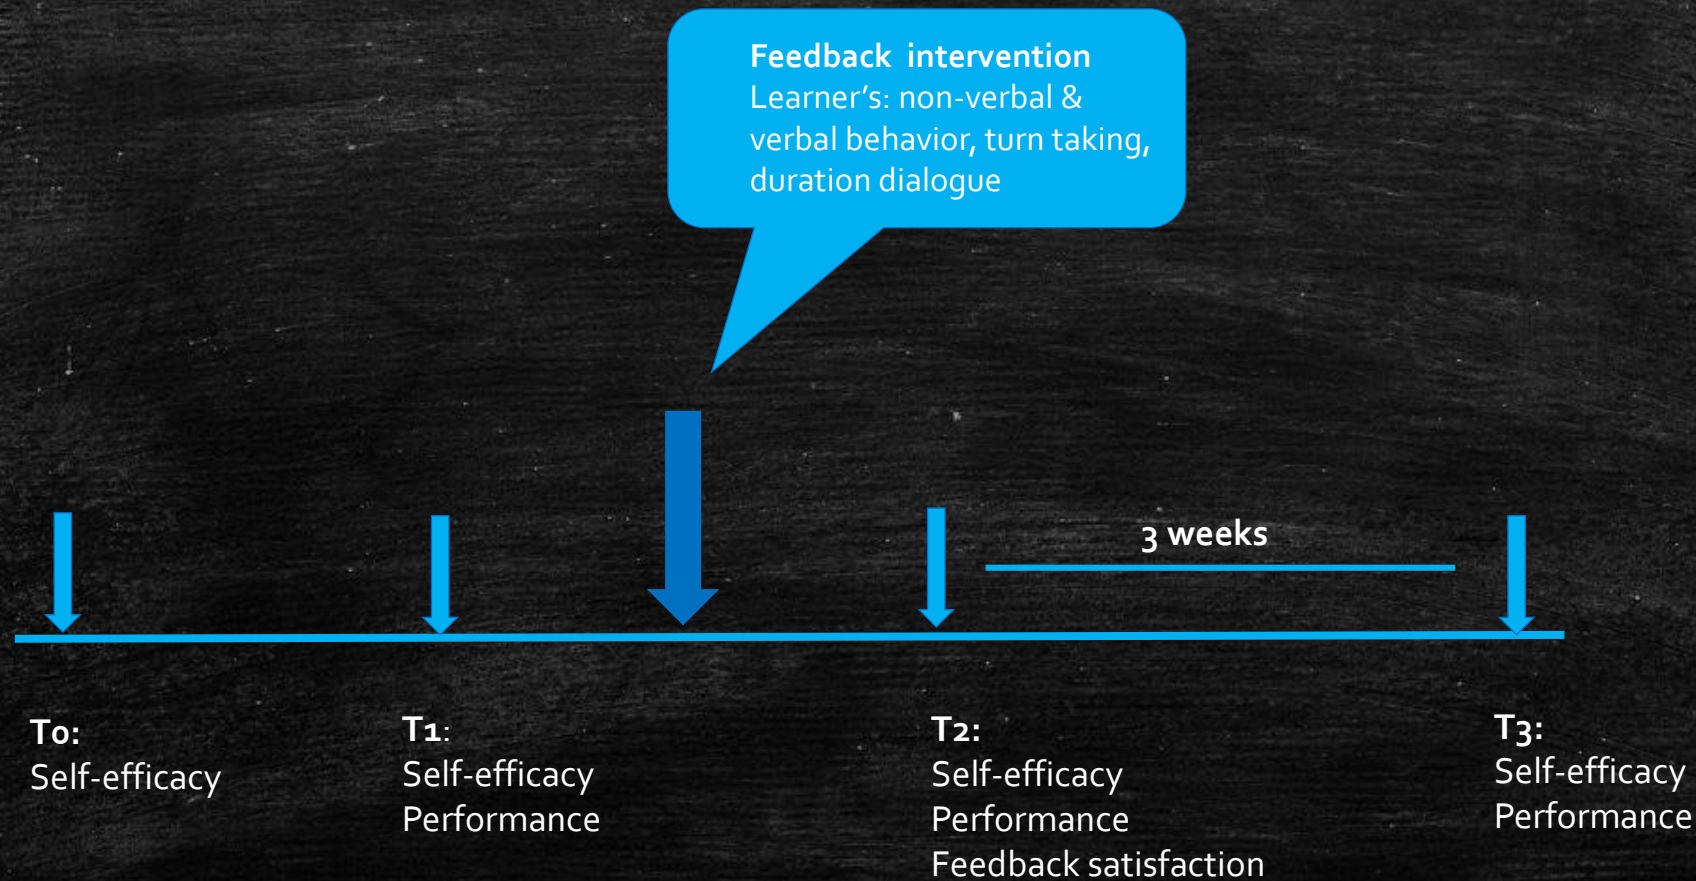 Feedback intervention
Learner’s: non-verbal &
verbal behavior, turn taking,
duration dialogue
3 weeks
T0:
Self-efficacy
T1:
Self-efficacy
Performance
T2:
Self-efficacy
Performance
Feedback satisfaction
T3:
Self-efficacy
Performance